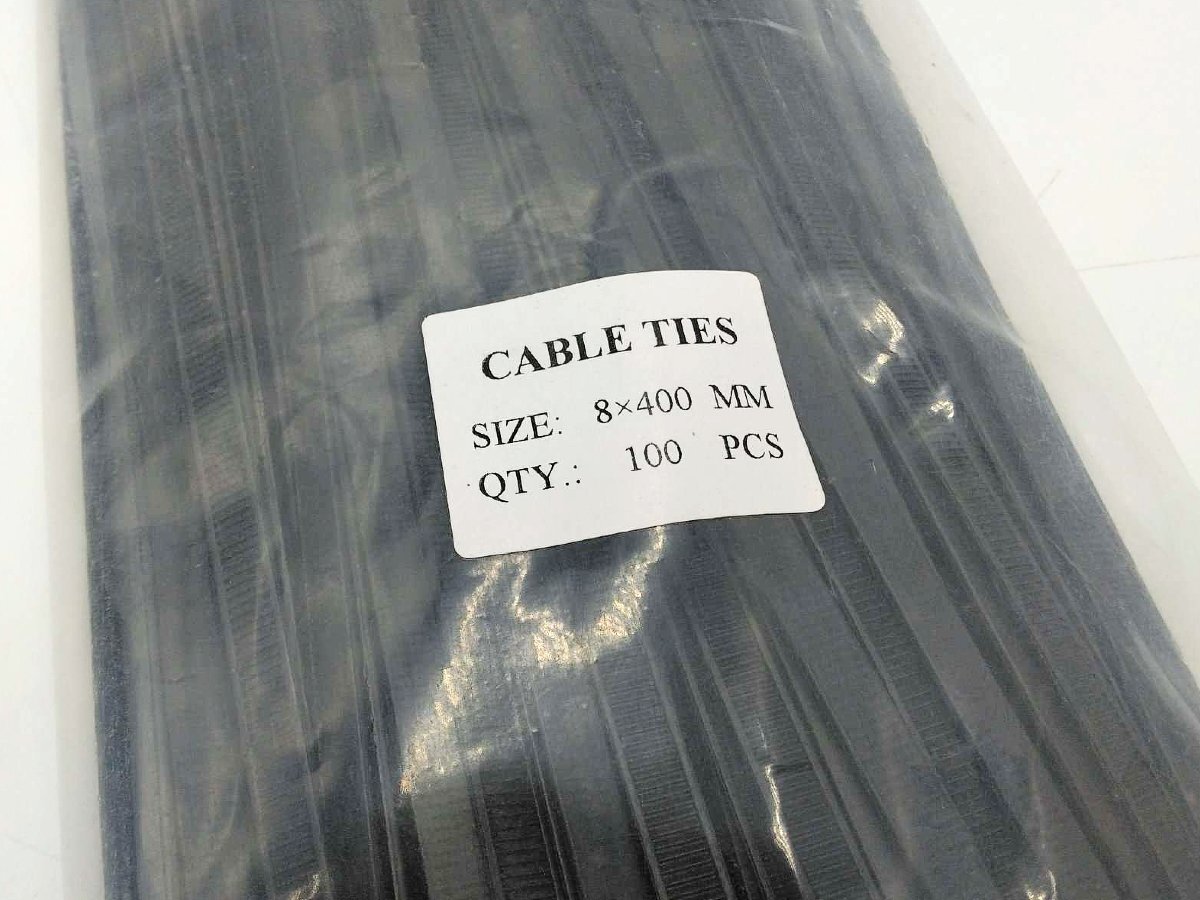 CABLE TIES
SIZE: 8×400 MM
QTY.: 100 PCS